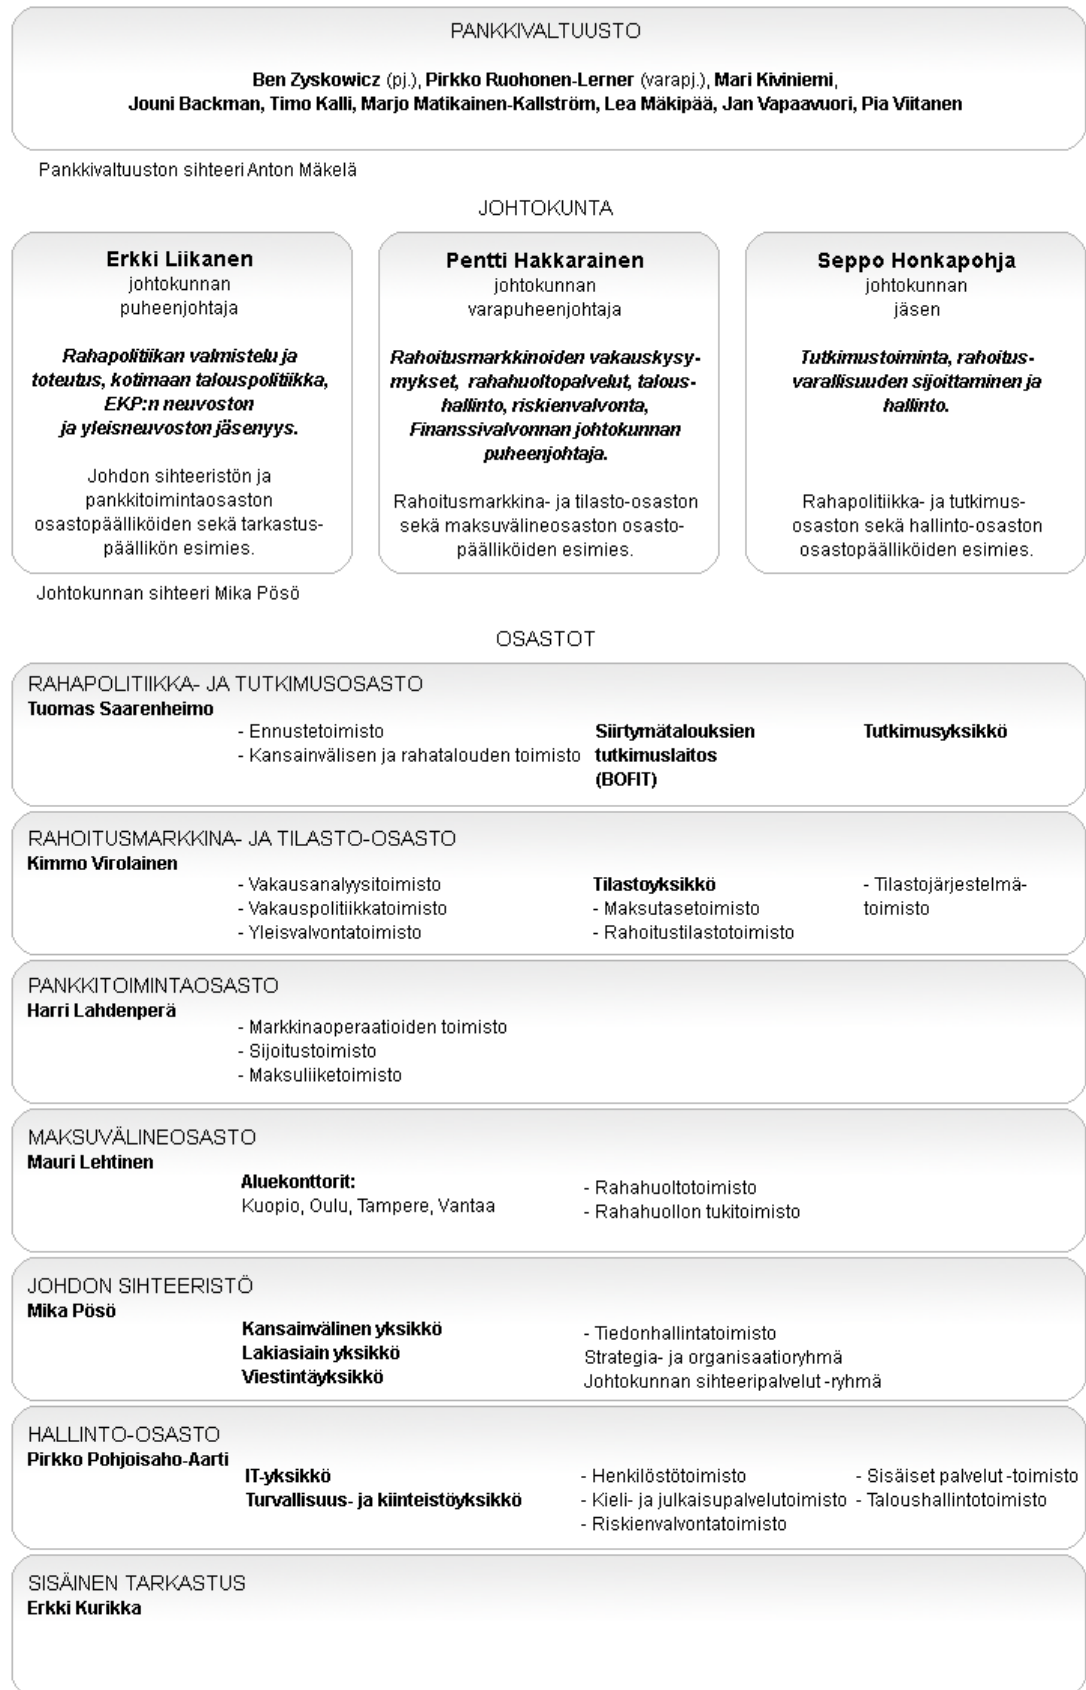 PANKKIVALTUUSTO
Ben Zyskowicz (pj.), Pirkko Ruohonen-Lerner (varapj.), Mari Kiviniemi,
Jouni Backman, Timo Kalli, Marjo Matikainen-Kallström, Lea Mäkipää, Jan Vapaavuori, Pia Viitanen
Pankkivaltuuston sihteeri Anton Mäkelä
JOHTOKUNTA
Erkki Liikanen
johtokunnan
puheenjohtaja
Rahapolitiikan valmistelu ja
toteutus, kotimaan talouspolitiikka,
EKP:n neuvoston
ja yleisneuvoston jäsenyys.
Johdon sihteeristön ja
pankkitoimintaosaston
osastopäälliköiden sekä tarkastus-
päällikön esimies.
Pentti Hakkarainen
johtokunnan
varapuheenjohtaja
Rahoitusmarkkinoiden vakauskysy-
mykset, rahahuoltopalvelut, talous-
hallinto, riskienvalvonta,
Finanssivalvonnan johtokunnan
puheenjohtaja.
Rahoitusmarkkina- ja tilasto-osaston
sekä maksuvälineosaston osasto-
päälliköiden esimies.
Seppo Honkapohja
johtokunnan
jäsen
Tutkimustoiminta, rahoitus-
varallisuuden sijoittaminen ja
hallinto.
Rahapolitiikka- ja tutkimus-
osaston sekä hallinto-osaston
osastopäälliköiden esimies.
Johtokunnan sihteeri Mika Pösö
OSASTOT
RAHAPOLITIIKKA- JA TUTKIMUSOSASTO
Tuomas Saarenheimo
- Ennustetoimisto
- Kansainvälisen ja rahatalouden toimisto
Siirtymätalouksien
tutkimuslaitos
(BOFIT)
Tutkimusyksikkö
RAHOITUSMARKKINA- JA TILASTO-OSASTO
Kimmo Virolainen
- Vakausanalyysitoimisto
- Vakauspolitiikkatoimisto
- Yleisvalvontatoimisto
Tilastoyksikkö
- Maksutasetoimisto
- Rahoitustilastotoimisto
- Tilastojärjestelmä-
toimisto
PANKKITOIMINTAOSASTO
Harri Lahdenperä
- Markkinaoperaatioiden toimisto
- Sijoitustoimisto
- Maksuliiketoimisto
MAKSUVÄLINEOSASTO
Mauri Lehtinen
Aluekonttorit:
Kuopio, Oulu, Tampere, Vantaa
- Rahahuoltotoimisto
- Rahahuollon tukitoimisto
JOHDON SIHTEERISTÖ
Mika Pösö
Kansainvälinen yksikkö
Lakiasiain yksikkö
Viestintäyksikkö
- Tiedonhallintatoimisto
Strategia- ja organisaatioryhmä
Johtokunnan sihteeripalvelut -ryhmä
HALLINTO-OSASTO
Pirkko Pohjoisaho-Aarti
IT-yksikkö
Turvallisuus- ja kiinteistöyksikkö
- Henkilöstötoimisto
- Kieli- ja julkaisupalvelutoimisto
- Riskienvalvontatoimisto
- Sisäiset palvelut -toimisto
- Taloushallintotoimisto
SISÄINEN TARKASTUS
Erkki Kurikka